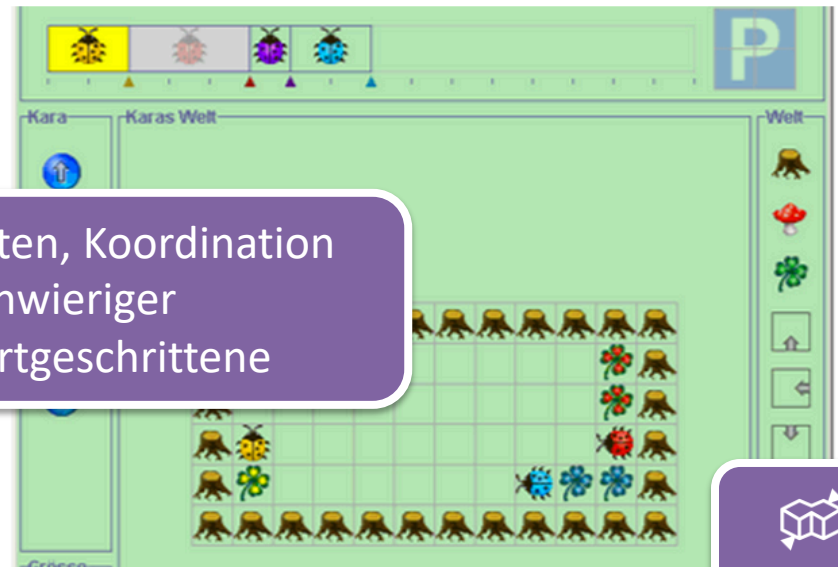 P
Kara
Karas Welt
Welt
ten, Koordination
hwieriger
rtgeschrittene